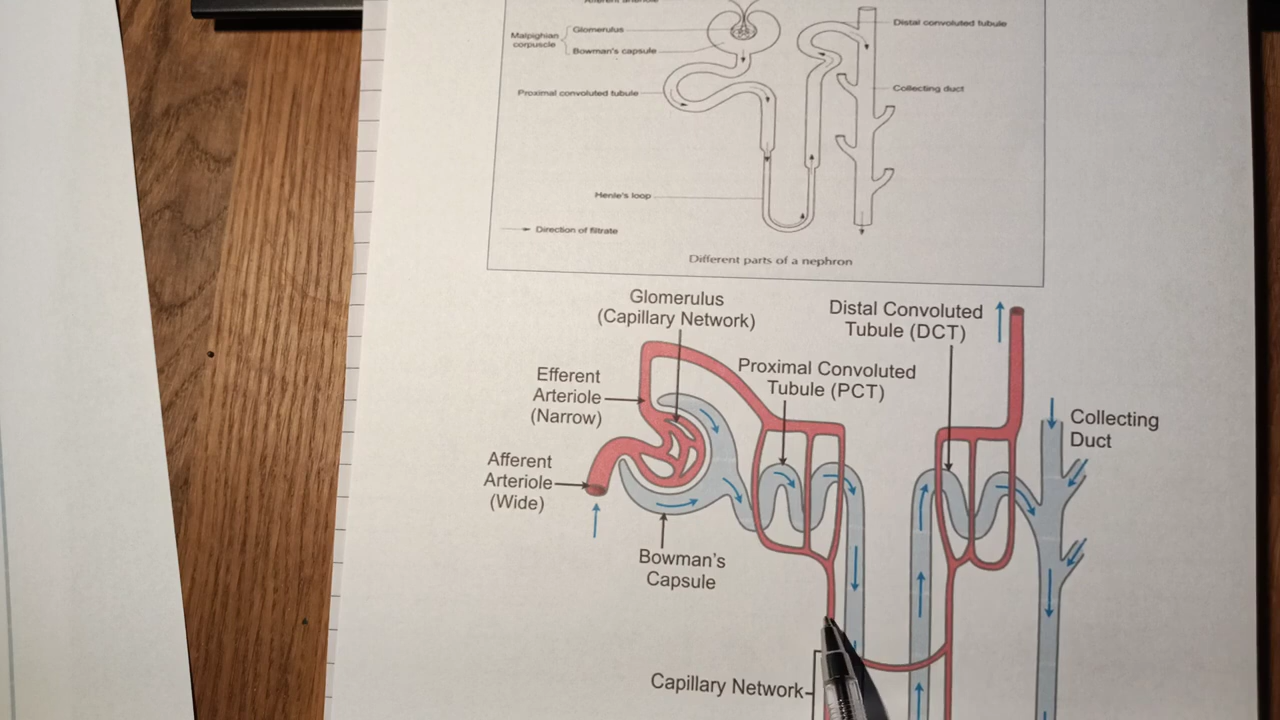 Glomerulus
Malpighian
corpuscle
Bowman's capsule
Proximal convoluted tubule
Distal convoluted tubule
Collecting duct
Henle's loop
Direction of filtrate
Different parts of a nephron
Glomerulus
(Capillary Network)
Distal Convoluted
Tubule (DCT)
Proximal Convoluted
Tubule (PCT)
Efferent
Arteriole
(Narrow)
Collecting
Duct
Afferent
Arteriole
(Wide)
Bowman's
Capsule
Capillary Network